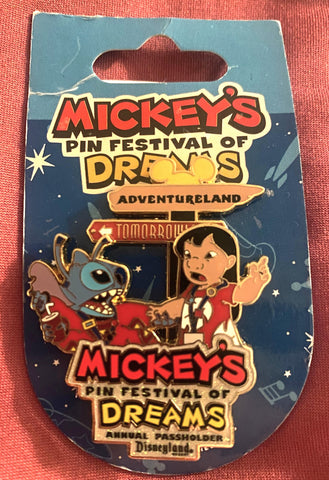 MICKEY'S
PIN FESTIVAL OF
DREAMS
ADVENTURELAND
TOMORROW
MICKEY'S
PIN FESTIVAL OF
DREAMS
ANNUAL PASSHOLDER
Disneyland